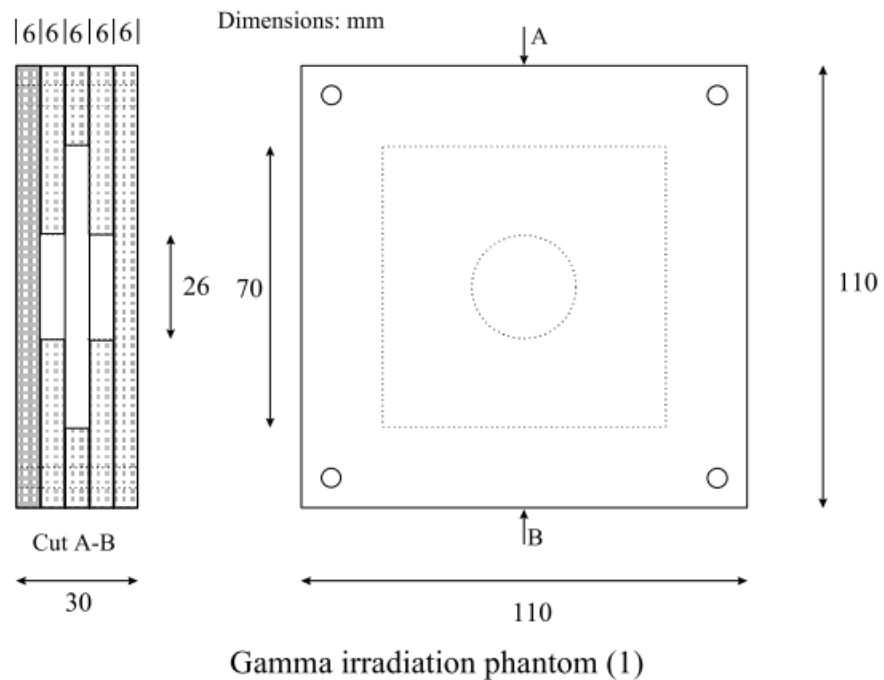 |6|6|6|6|6|
Dimensions: mm
A
26
70
110
B
Cut A-B
30
110
Gamma irradiation phantom (1)